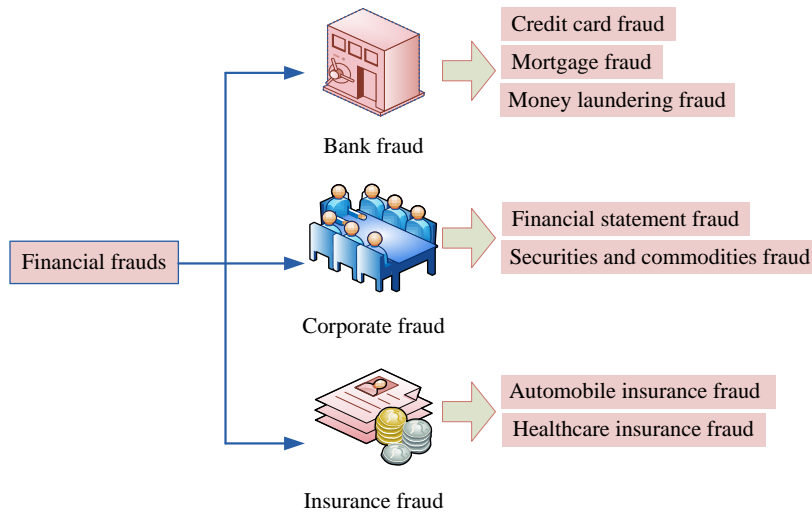 Credit card fraud
Mortgage fraud
Money laundering fraud
Bank fraud
Financial statement fraud
Securities and commodities fraud
Financial frauds
Corporate fraud
Automobile insurance fraud
Healthcare insurance fraud
Insurance fraud